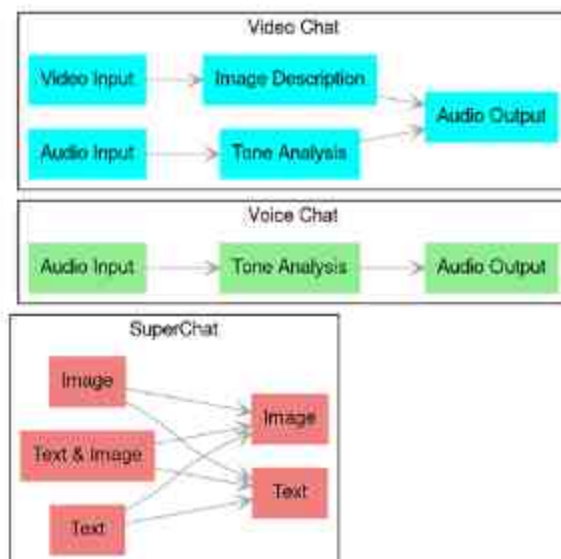 Video Chat
Video Input
Image Description
Audio Output
Audio Input
Tone Analysis
Voice Chat
Audio Input
Tone Analysis
Audio Output
SuperChat
Image
Image
Text & Image
Text
Text